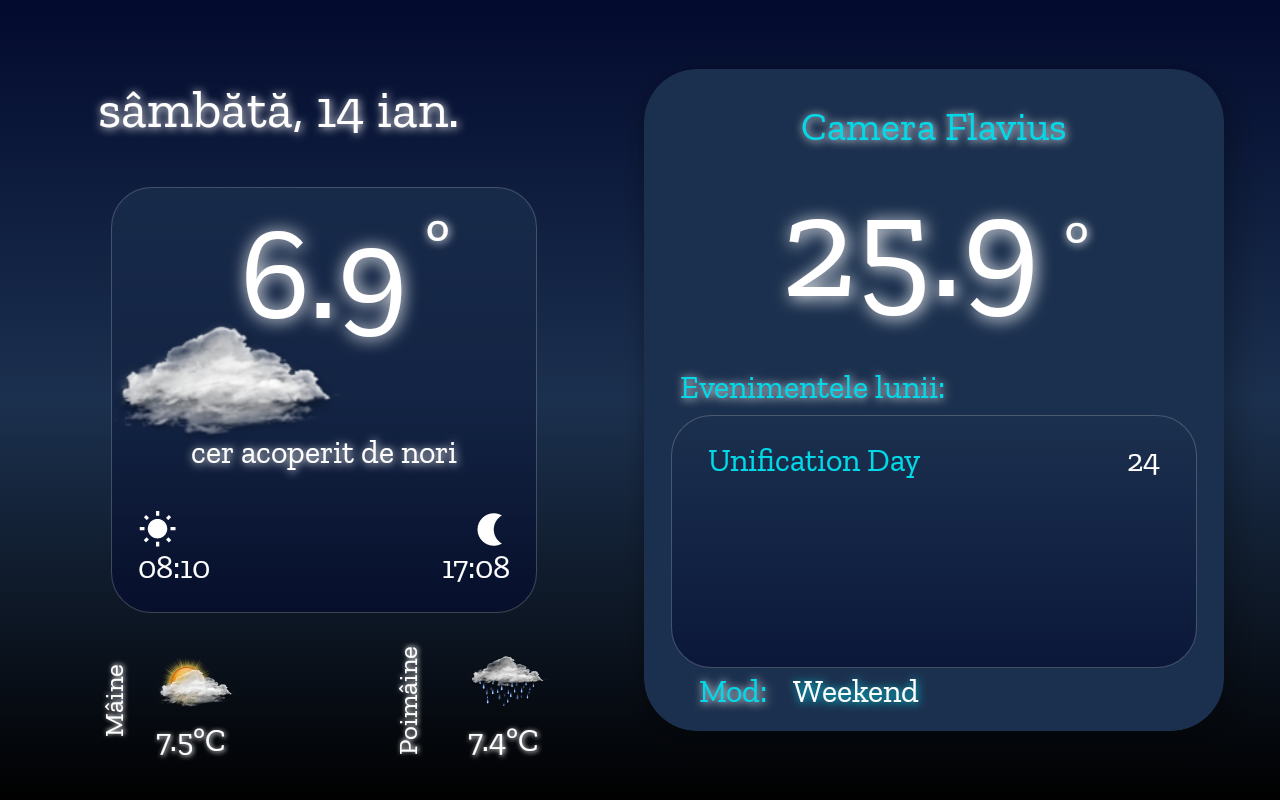 sâmbătă, 14 ian.
6.9°
cer acoperit de nori
08:10 17:08
Mâine
7.5°C
Poimâine
7.4°C
Camera Flavius
25.9°
Evenimentele lunii:
Unification Day 24
Mod: Weekend